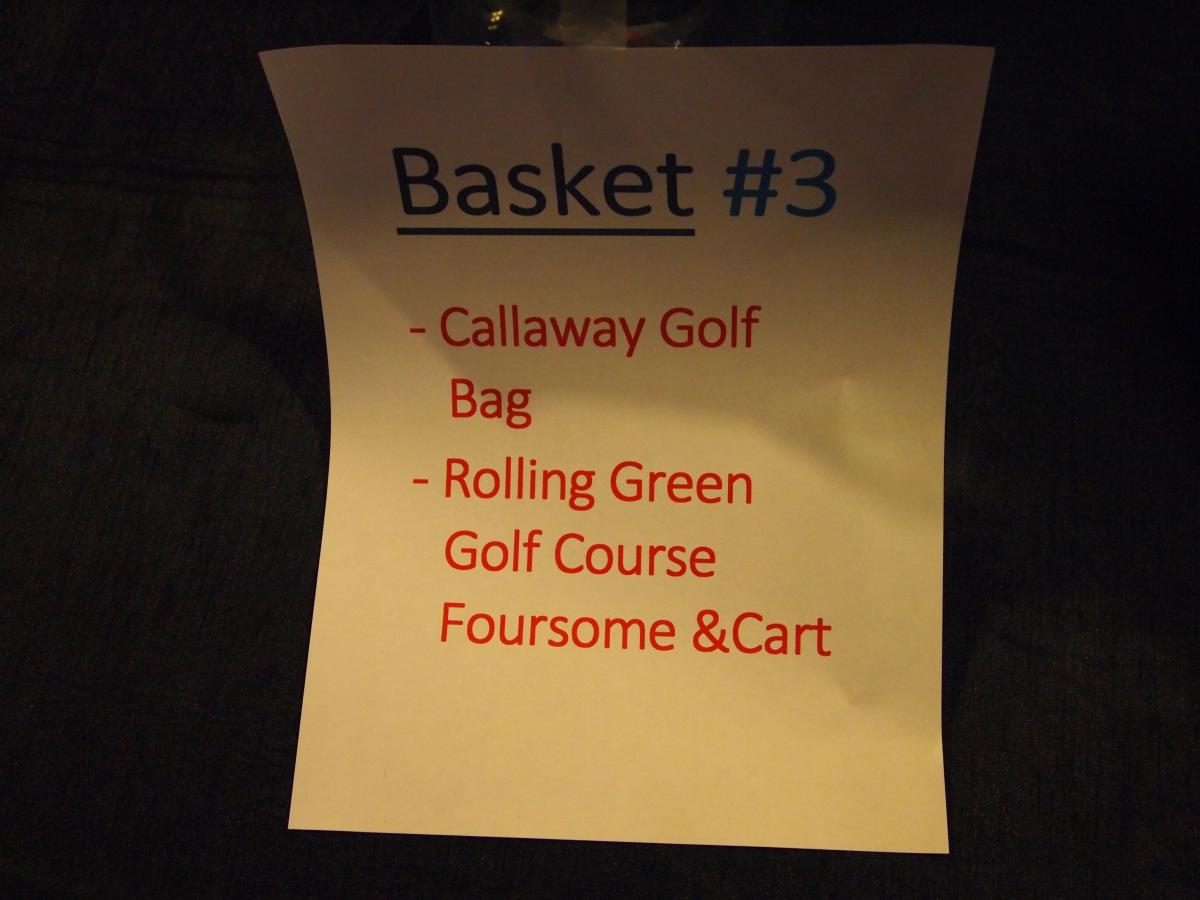 Basket #3
- Callaway Golf
Bag
- Rolling Green
Golf Course
Foursome &Cart